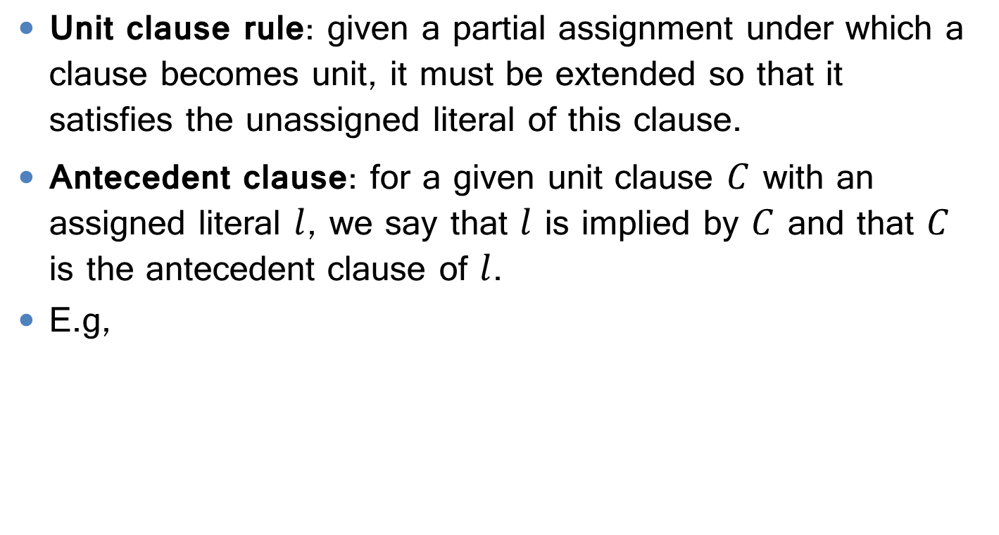 • Unit clause rule: given a partial assignment under which a
clause becomes unit, it must be extended so that it
satisfies the unassigned literal of this clause.
• Antecedent clause: for a given unit clause C with an
assigned literal l, we say that l is implied by C and that C
is the antecedent clause of l.
• E.g,